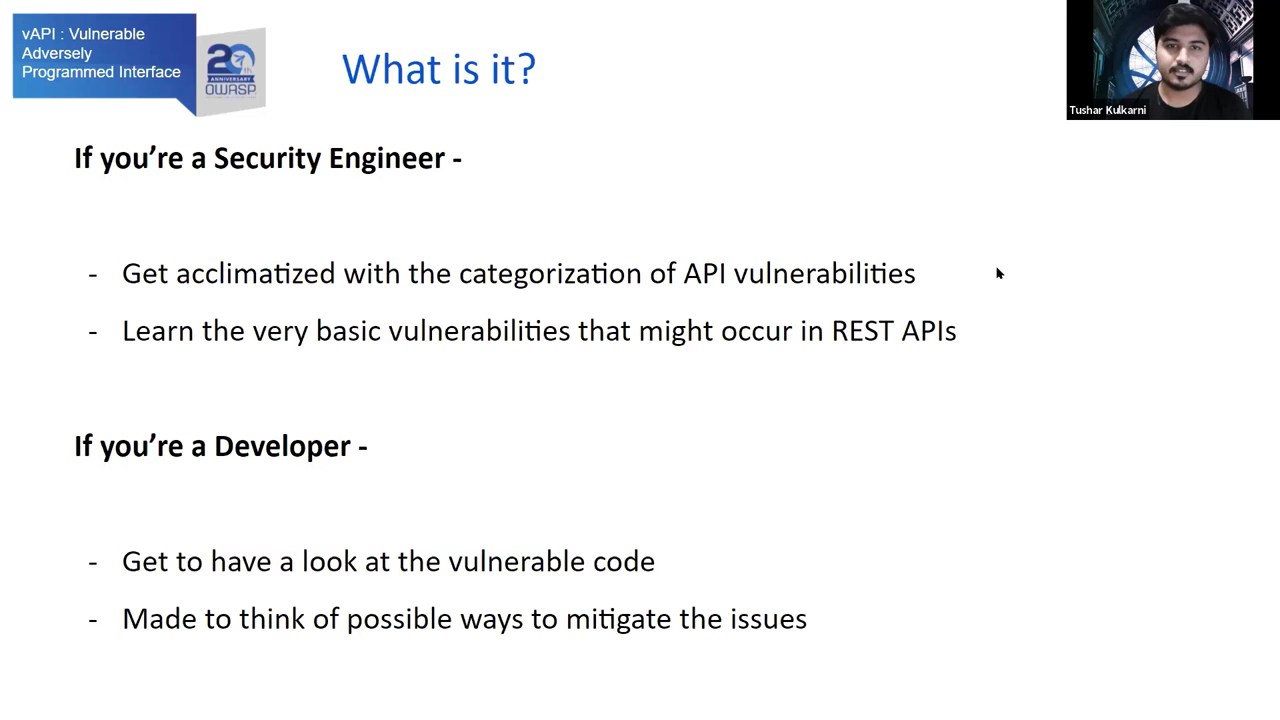 vAPI : Vulnerable
Adversely
Programmed Interface
20th
ANNIVERSARY
OWASP
What is it?
Tushar Kulkarni
If you’re a Security Engineer -
- Get acclimatized with the categorization of API vulnerabilities
- Learn the very basic vulnerabilities that might occur in REST APIs
If you’re a Developer -
- Get to have a look at the vulnerable code
- Made to think of possible ways to mitigate the issues